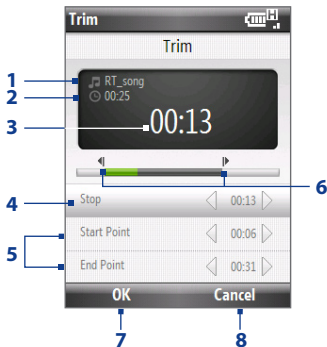 Trim
H
Trim
1
RT_song
2
00:25
3
00:13
6
4
Stop
00:13
5
Start Point
00:06
End Point
00:31
OK
Cancel
7
8